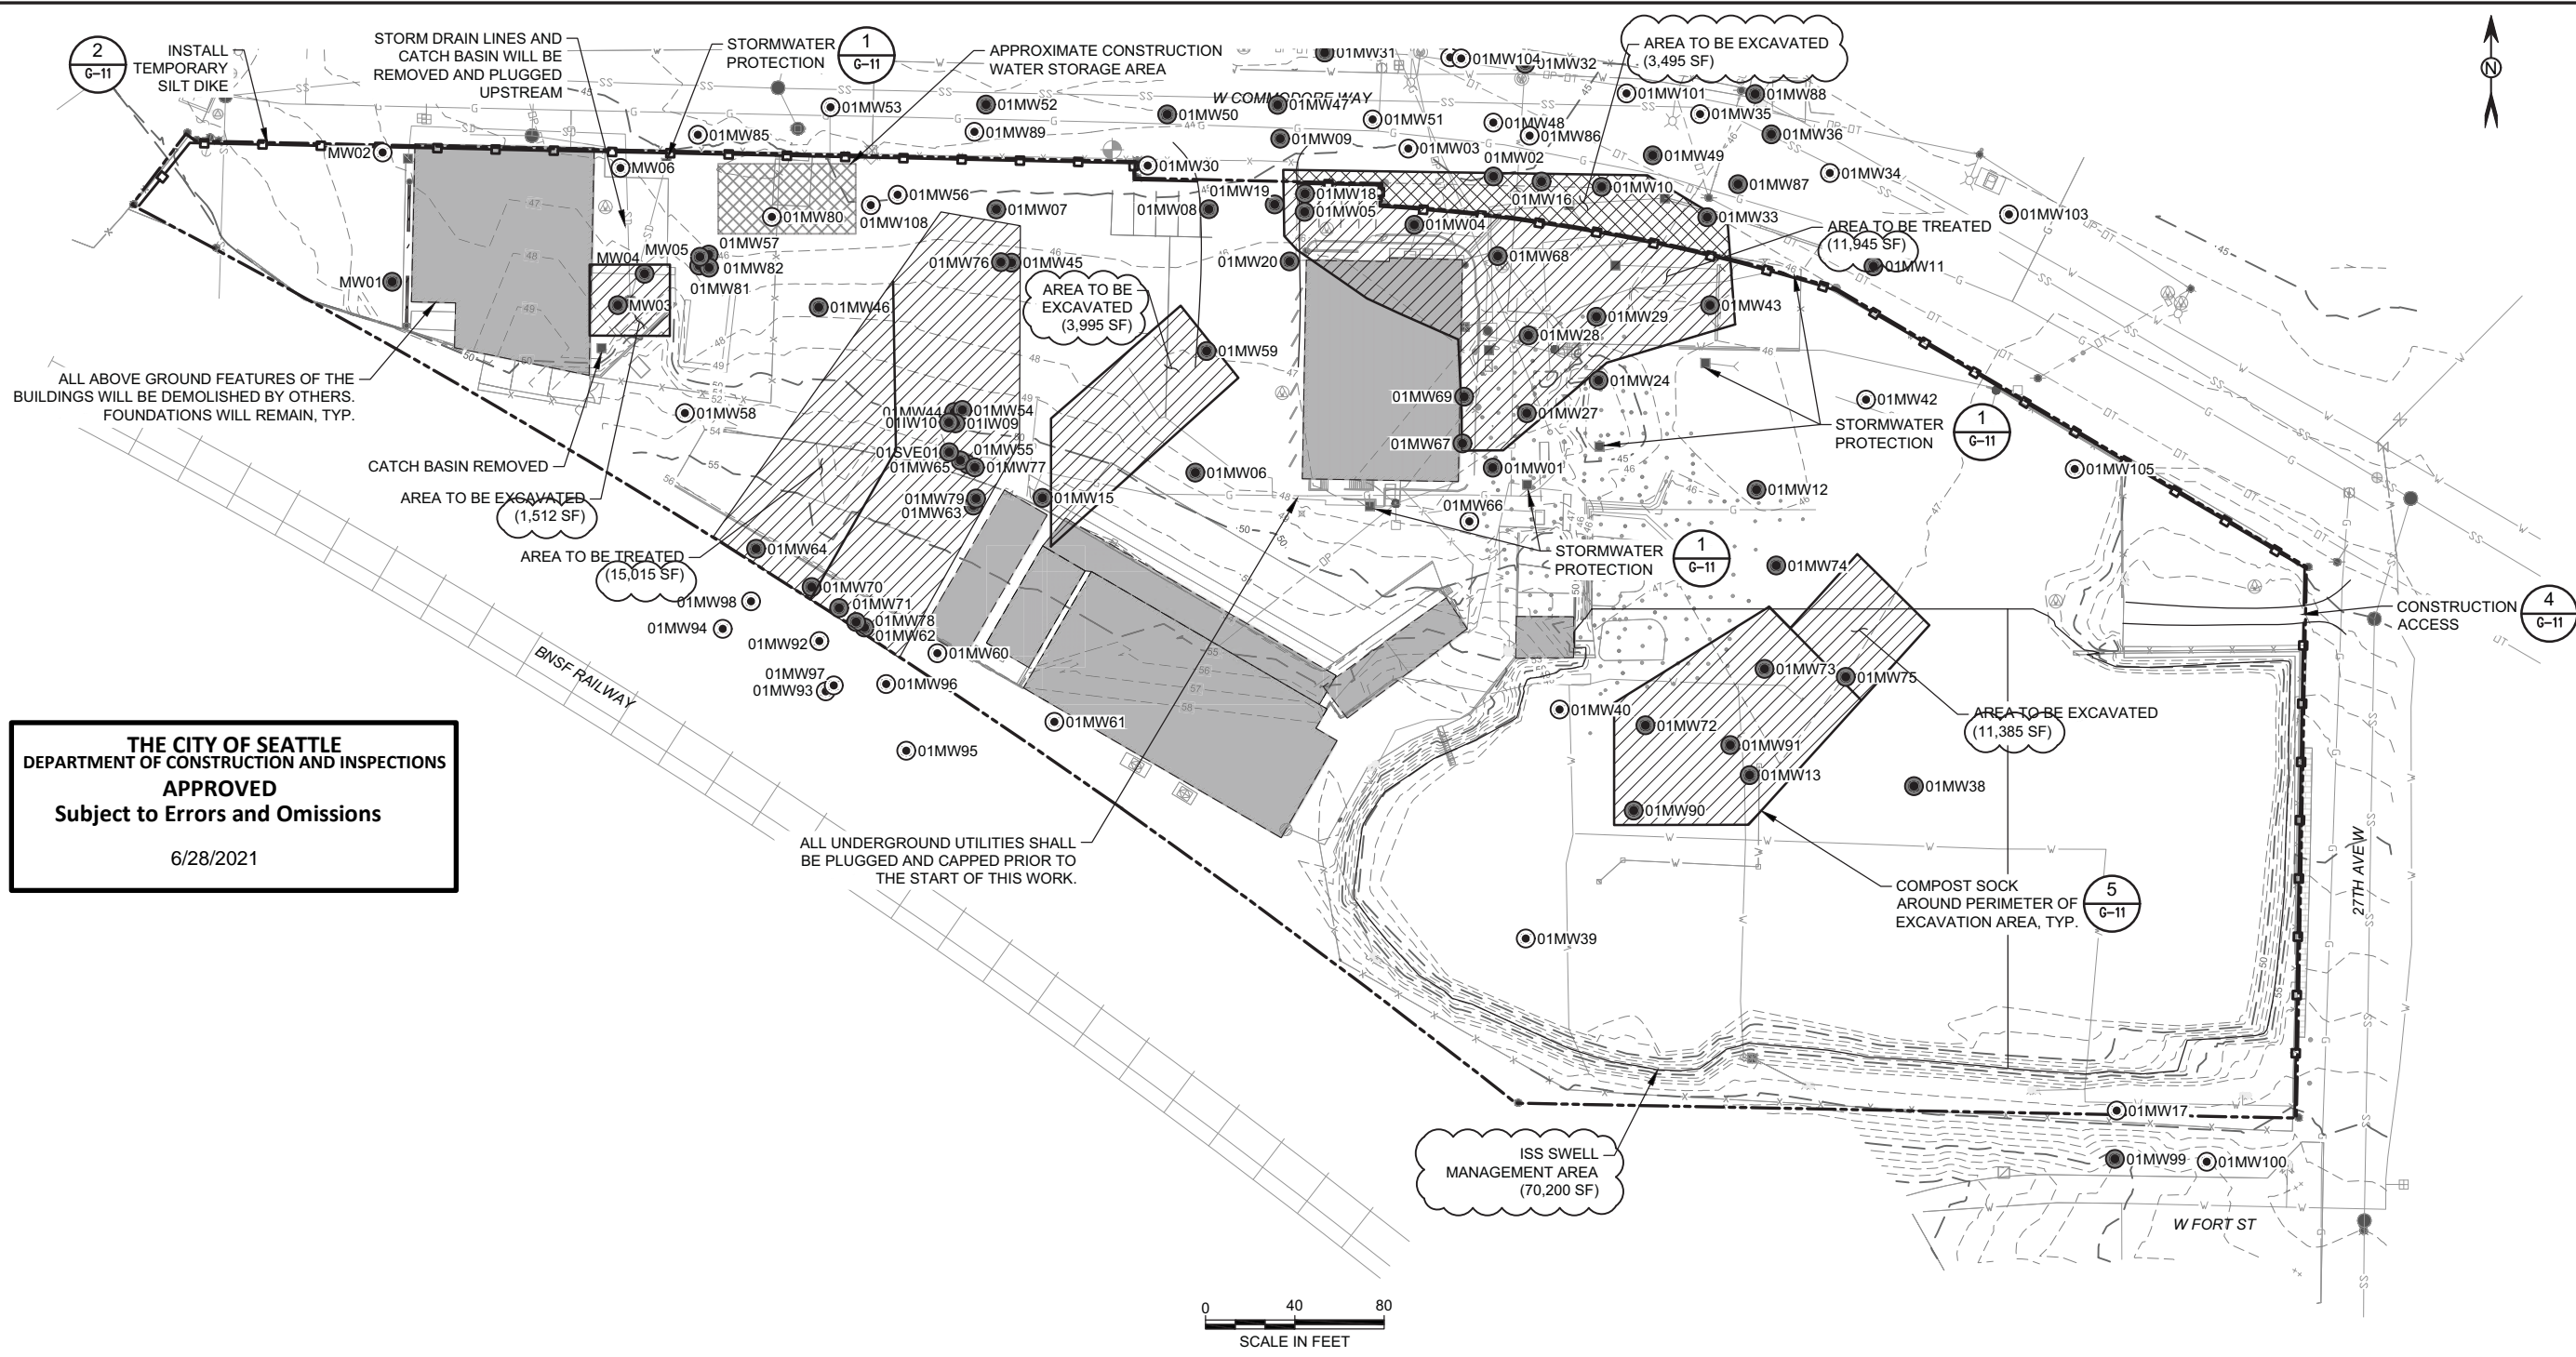 2
G-11
INSTALL
TEMPORARY
SILT DIKE
STORM DRAIN LINES AND
CATCH BASIN WILL BE
REMOVED AND PLUGGED
UPSTREAM
STORMWATER
PROTECTION
1
G-11
APPROXIMATE CONSTRUCTION
WATER STORAGE AREA
AREA TO BE EXCAVATED
(3,495 SF)
N
W COMMODORE WAY
01MW31
01MW104
01MW32
01MW101
01MW88
01MW53
01MW52
01MW50
01MW47
01MW51
01MW48
01MW35
01MW85
01MW89
01MW09
01MW86
01MW36
MW02
MW06
01MW30
01MW03
01MW02
01MW49
01MW34
01MW56
01MW19
01MW18
01MW16
01MW10
01MW87
01MW80
01MW108
01MW07
01MW08
01MW05
01MW04
01MW33
01MW103
AREA TO BE TREATED
(11,945 SF)
MW05
01MW57
MW04
01MW82
01MW81
01MW76
01MW45
01MW20
01MW68
01MW11
MW01
MW03
01MW46
AREA TO BE
EXCAVATED
(3,995 SF)
01MW29
01MW43
01MW28
01MW59
ALL ABOVE GROUND FEATURES OF THE
BUILDINGS WILL BE DEMOLISHED BY OTHERS.
FOUNDATIONS WILL REMAIN, TYP.
01MW58
01MW44
01MW54
01IW10
01IW09
01MW69
01MW24
01MW27
01MW42
STORMWATER
PROTECTION
1
G-11
CATCH BASIN REMOVED
01SVE01
01MW55
01MW65
01MW77
01MW06
01MW67
01MW01
01MW105
AREA TO BE EXCAVATED
(1,512 SF)
01MW79
01MW63
01MW15
01MW66
01MW12
AREA TO BE TREATED
(15,015 SF)
01MW64
STORMWATER
PROTECTION
1
G-11
01MW74
01MW70
01MW98
01MW71
01MW94
01MW78
01MW62
01MW92
01MW60
CONSTRUCTION
ACCESS
4
G-11
BNSF RAILWAY
01MW97
01MW93
01MW96
01MW61
01MW95
01MW73
01MW75
01MW40
01MW72
01MW91
01MW13
01MW90
01MW38
AREA TO BE EXCAVATED
(11,385 SF)
THE CITY OF SEATTLE
DEPARTMENT OF CONSTRUCTION AND INSPECTIONS
APPROVED
Subject to Errors and Omissions
6/28/2021
ALL UNDERGROUND UTILITIES SHALL
BE PLUGGED AND CAPPED PRIOR TO
THE START OF THIS WORK.
COMPOST SOCK
AROUND PERIMETER OF
EXCAVATION AREA, TYP.
5
G-11
27TH AVE W
01MW39
01MW17
ISS SWELL
MANAGEMENT AREA
(70,200 SF)
01MW99
01MW100
W FORT ST
0 40 80
SCALE IN FEET